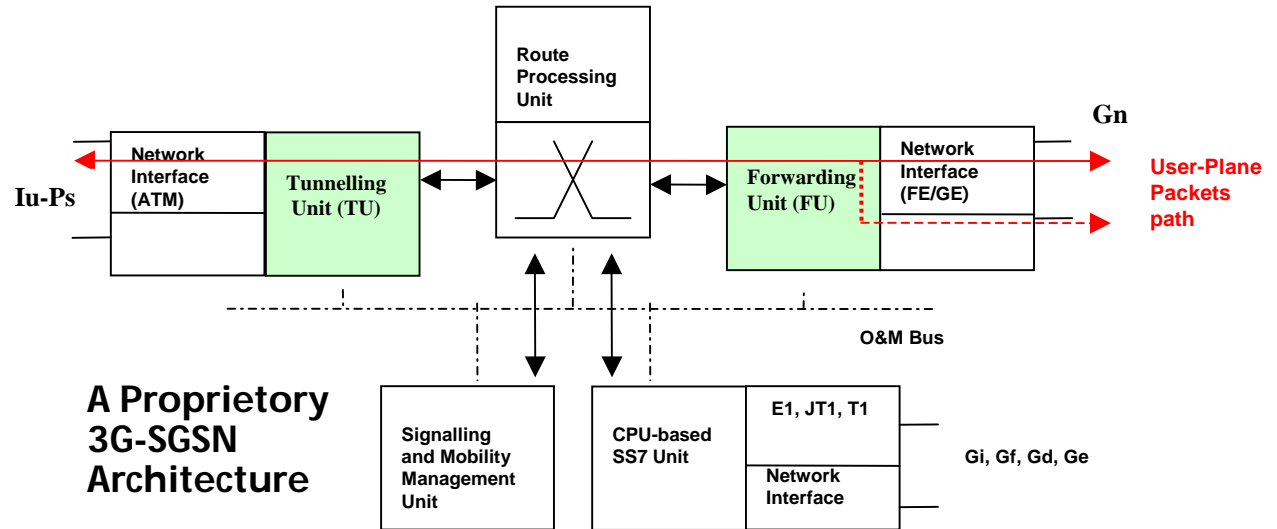 Route
Processing
Unit
Gn
Network
Interface
(ATM)
Tunnelling
Unit (TU)
Forwarding
Unit (FU)
Network
Interface
(FE/GE)
User-Plane
Packets
path
Iu-Ps
O&M Bus
A Proprietory
3G-SGSN
Architecture
Signalling
and Mobility
Management
Unit
CPU-based
SS7 Unit
E1, JT1, T1
Network
Interface
Gi, Gf, Gd, Ge